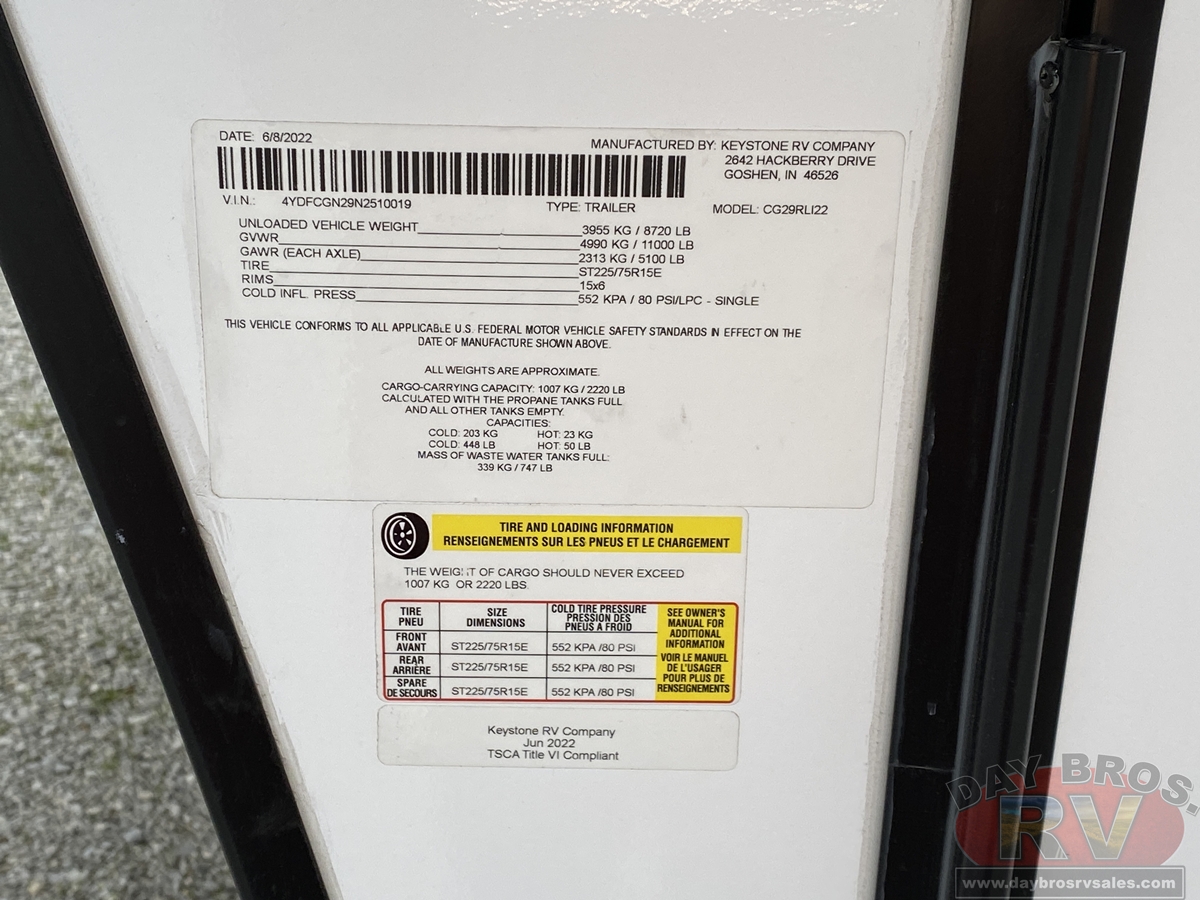 DATE: 6/8/2022
MANUFACTURED BY: KEYSTONE RV COMPANY
2642 HACKBERRY DRIVE
GOSHEN, IN 46526
V.I.N.: 4YDFCGN29N2510019 TYPE: TRAILER MODEL: CG29RLI22
UNLOADED VEHICLE WEIGHT 3955 KG / 8720 LB
GVWR 4990 KG / 11000 LB
GAWR (EACH AXLE) 2313 KG / 5100 LB
TIRE ST225/75R15E
RIMS 15x6
COLD INFL. PRESS 552 KPA / 80 PSI/LPC - SINGLE
THIS VEHICLE CONFORMS TO ALL APPLICABLE U.S. FEDERAL MOTOR VEHICLE SAFETY STANDARDS IN EFFECT ON THE
DATE OF MANUFACTURE SHOWN ABOVE.
ALL WEIGHTS ARE APPROXIMATE.
CARGO-CARRYING CAPACITY: 1007 KG / 2220 LB
CALCULATED WITH THE PROPANE TANKS FULL
AND ALL OTHER TANKS EMPTY.
CAPACITIES:
COLD: 203 KG HOT: 23 KG
COLD: 448 LB HOT: 50 LB
MASS OF WASTE WATER TANKS FULL:
339 KG / 747 LB
TIRE AND LOADING INFORMATION
RENSEIGNEMENTS SUR LES PNEUS ET LE CHARGEMENT
THE WEIGHT OF CARGO SHOULD NEVER EXCEED
1007 KG OR 2220 LBS.
TIRE
PNEU
SIZE
DIMENSIONS
COLD TIRE PRESSURE
PRESSION DES
PNEUS A FROID
FRONT
AVANT
ST225/75R15E 552 KPA /80 PSI
REAR
ARRIÈRE
ST225/75R15E 552 KPA /80 PSI
SPARE
DE SECOURS
ST225/75R15E 552 KPA /80 PSI
SEE OWNER'S
MANUAL FOR
ADDITIONAL
INFORMATION
VOIR LE MANUEL
DE L'USAGER
POUR PLUS DE
RENSEIGNEMENTS
Keystone RV Company
Jun 2022
TSCA Title VI Compliant
DAY BROS.
RV
www.daybrosrvsales.com